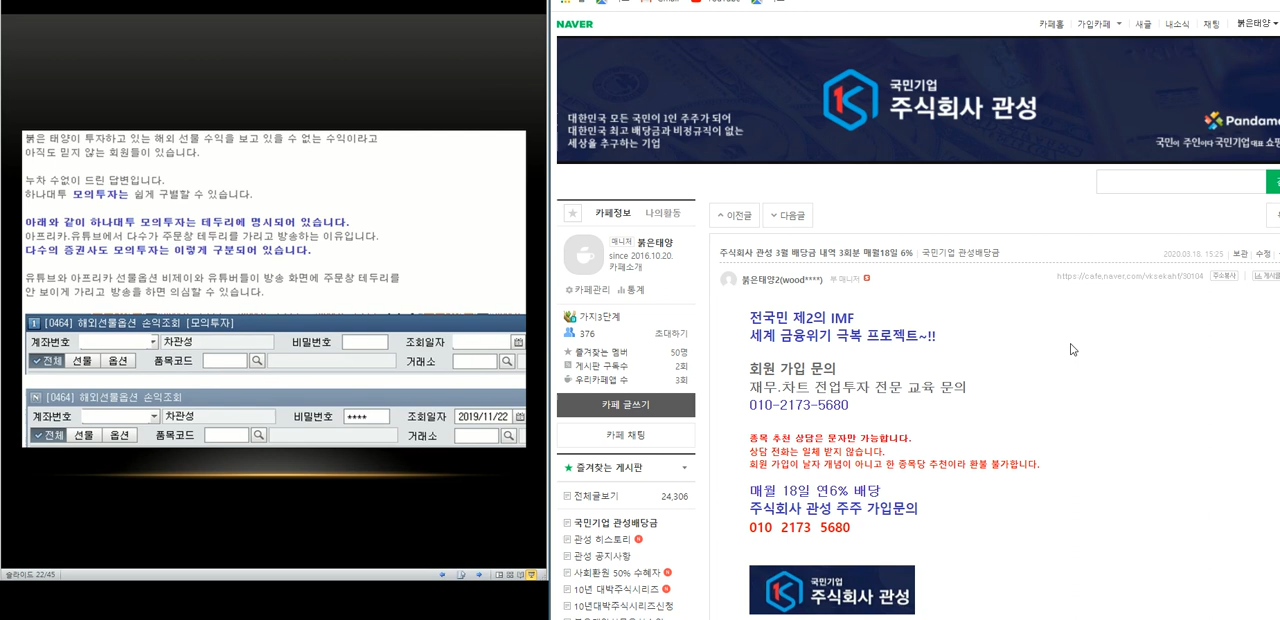 붉은 태양이 투자하고 있는 해외 선물 수익을 보고 있을 수 없는 수익이라고
아직도 믿지 않는 회원들이 있습니다.
누차 수없이 드린 답변입니다.
하나대투 모의투자는 쉽게 구별할 수 있습니다.
아래와 같이 하나대투 모의투자는 테두리에 명시되어 있습니다.
아프리카.유튜브에서 다수가 주문창 테두리를 가리고 방송하는 이유입니다.
다수의 증권사도 모의투자는 이렇게 구분되어 있습니다.
유튜브와 아프리카 선물옵션 비제이와 유튜버들이 방송 화면에 주문창 테두리를
안 보이게 가리고 방송을 하면 의심할 수 있습니다.
1 [0464] 해외선물옵션 손익조회 [모의투자]
계좌번호 차관성 비밀번호 조회일자
전체 선물 옵션 품목코드 거래소
N [0464] 해외선물옵션 손익조회
계좌번호 차관성 비밀번호 **** 조회일자 2019/11/22
전체 선물 옵션 품목코드 거래소
슬라이드 22/45
NAVER
카페홈 가입카페 새글 내소식 채팅 붉은태양
대한민국 모든 국민이 1인 주주가 되어
대한민국 최고 배당금과 비정규직이 없는
세상을 추구하는 기업
국민기업
주식회사 관성
Pandame
국민이 주인이다 국민기업 대표 쇼핑
카페정보 나의활동
매니저 붉은태양
since 2016.10.20.
카페소개
카페관리 통계
가지3단계
376 초대하기
즐겨찾는 멤버 50명
게시판 구독수 2회
우리카페앱 수 3회
카페 글쓰기
카페 채팅
즐겨찾는 게시판
전체글보기 24,306
국민기업 관성배당금
관성 히스토리
관성 공지사항
사회환원 50% 수혜자
10년 대박주식시리즈
10년대박주식시리즈신청
이전글 다음글
주식회사 관성 3월 배당금 내역 3회분 매월18일 6% 국민기업 관성배당금
2020.03.18. 15:25 보관 수정
붉은태양2(wood****) 부매니저
https://cafe.naver.com/vksekahf/30104 주소복사
전국민 제2의 IMF
세계 금융위기 극복 프로젝트~!!
회원 가입 문의
재무.차트 전업투자 전문 교육 문의
010-2173-5680
종목 추천 상담은 문자만 가능합니다.
상담 전화는 일체 받지 않습니다.
회원 가입이 날자 개념이 아니고 한 종목당 추천이라 환불 불가합니다.
매월 18일 연6% 배당
주식회사 관성 주주 가입문의
010 2173 5680
국민기업
주식회사 관성